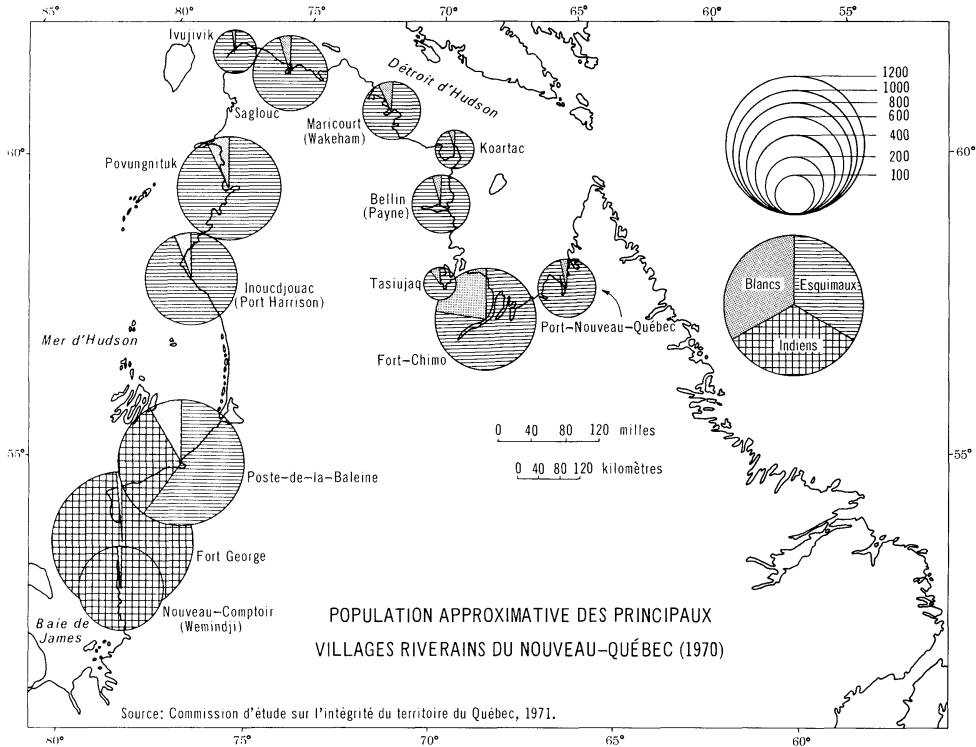 85° 80° 75° 70° 65° 60° 55°
Ivujivik
Saglouc
Détroit d'Hudson
Maricourt
(Wakeham)
Koartac
60°
Povungnituk
Bellin
(Payne)
Inoucdjouac
(Port Harrison)
Tasiujaq
Port-Nouveau-Québec
Fort-Chimo
Mer d'Hudson
1200
1000
800
600
400
200
100
60°
Blancs
Esquimaux
Indiens
0 40 80 120 milles
0 40 80 120 kilomètres
55°
55°
Poste-de-la-Baleine
Fort George
Nouveau-Comptoir
(Wemindji)
Baie de
James
POPULATION APPROXIMATIVE DES PRINCIPAUX
VILLAGES RIVERAINS DU NOUVEAU-QUÉBEC (1970)
Source: Commission d'étude sur l'intégrité du territoire du Québec, 1971.
80° 75° 70° 65° 60°